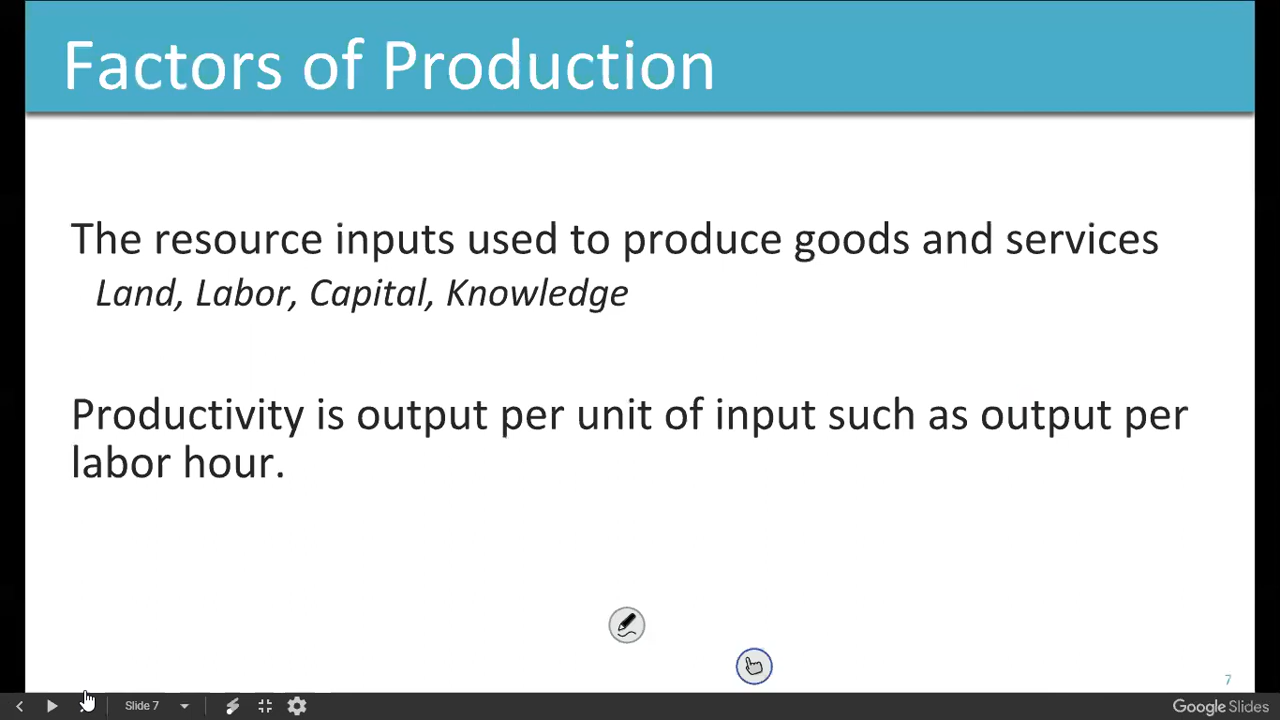 Factors of Production
The resource inputs used to produce goods and services
Land, Labor, Capital, Knowledge
Productivity is output per unit of input such as output per
labor hour.
7
Slide 7
Google Slides